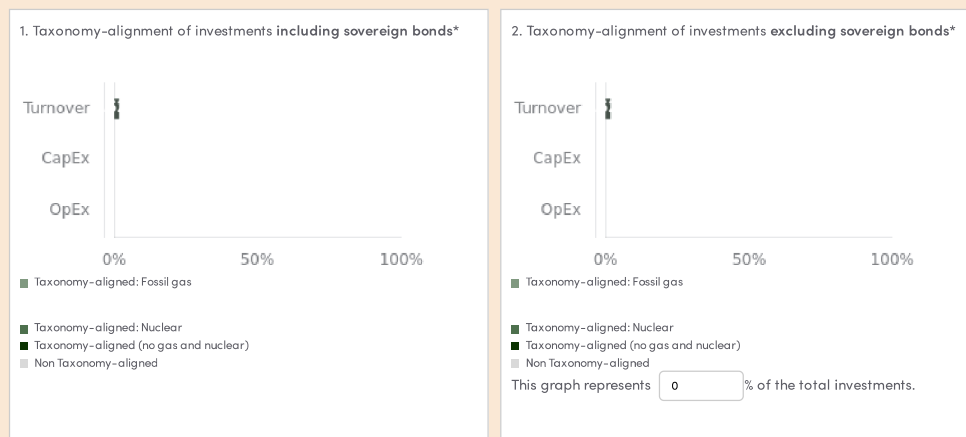 1. Taxonomy-alignment of investments including sovereign bonds*
Turnover
CapEx
OpEx
0% 50% 100%
Taxonomy-aligned: Fossil gas
Taxonomy-aligned: Nuclear
Taxonomy-aligned (no gas and nuclear)
Non Taxonomy-aligned
2. Taxonomy-alignment of investments excluding sovereign bonds*
Turnover
CapEx
OpEx
0% 50% 100%
Taxonomy-aligned: Fossil gas
Taxonomy-aligned: Nuclear
Taxonomy-aligned (no gas and nuclear)
Non Taxonomy-aligned
This graph represents 0 % of the total investments.